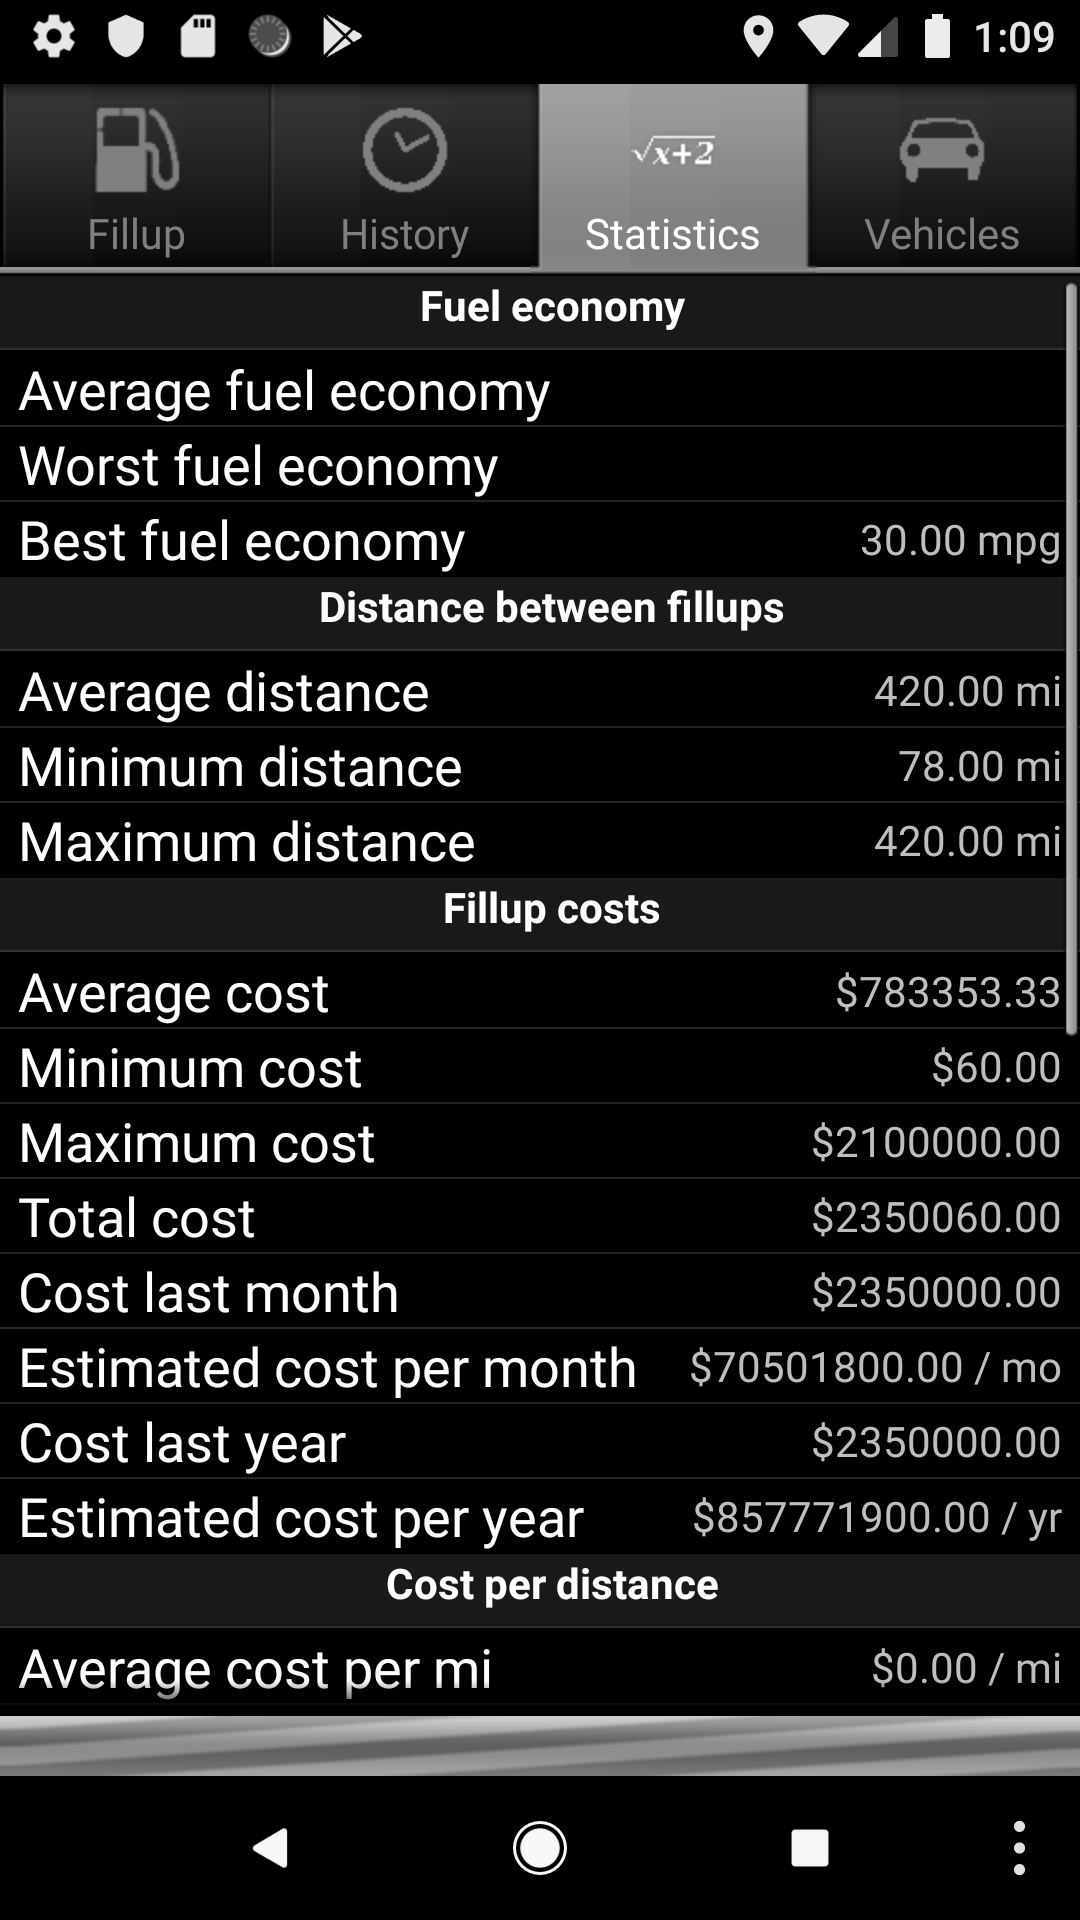 1:09
√x+2
Fillup History Statistics Vehicles
Fuel economy
Average fuel economy
Worst fuel economy
Best fuel economy 30.00 mpg
Distance between fillups
Average distance 420.00 mi
Minimum distance 78.00 mi
Maximum distance 420.00 mi
Fillup costs
Average cost $783353.33
Minimum cost $60.00
Maximum cost $2100000.00
Total cost $2350060.00
Cost last month $2350000.00
Estimated cost per month $70501800.00 / mo
Cost last year $2350000.00
Estimated cost per year $857771900.00 / yr
Cost per distance
Average cost per mi $0.00 / mi